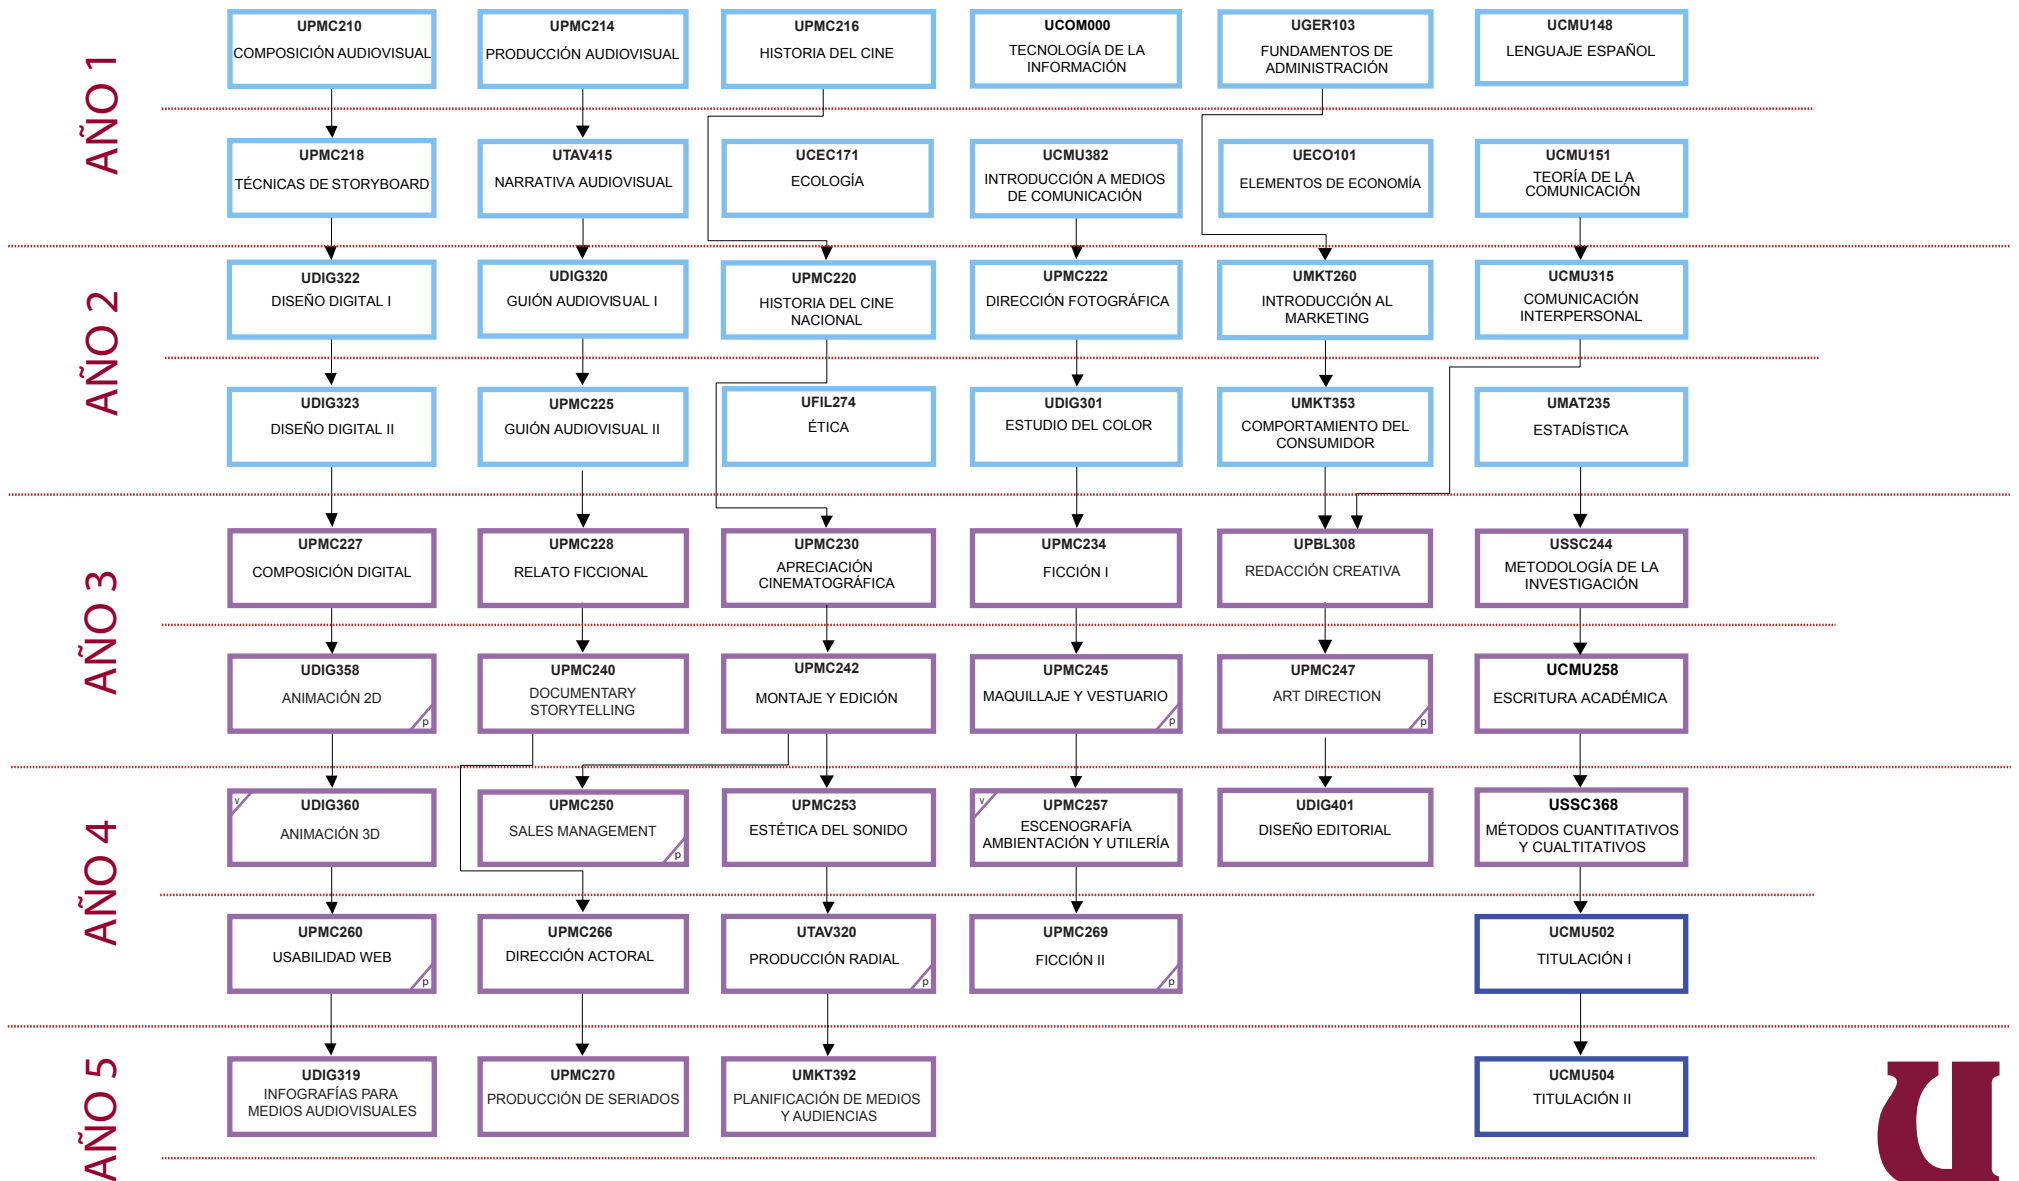 AÑO 1
UPMC210
COMPOSICIÓN AUDIOVISUAL
UPMC214
PRODUCCIÓN AUDIOVISUAL
UPMC216
HISTORIA DEL CINE
UCOM000
TECNOLOGÍA DE LA
INFORMACIÓN
UGER103
FUNDAMENTOS DE
ADMINISTRACIÓN
UCMU148
LENGUAJE ESPAÑOL
UPMC218
TÉCNICAS DE STORYBOARD
UTAV415
NARRATIVA AUDIOVISUAL
UCEC171
ECOLOGÍA
UCMU382
INTRODUCCIÓN A MEDIOS
DE COMUNICACIÓN
UECO101
ELEMENTOS DE ECONOMÍA
UCMU151
TEORÍA DE LA
COMUNICACIÓN
AÑO 2
UDIG322
DISEÑO DIGITAL I
UDIG320
GUIÓN AUDIOVISUAL I
UPMC220
HISTORIA DEL CINE
NACIONAL
UPMC222
DIRECCIÓN FOTOGRÁFICA
UMKT260
INTRODUCCIÓN AL
MARKETING
UCMU315
COMUNICACIÓN
INTERPERSONAL
UDIG323
DISEÑO DIGITAL II
UPMC225
GUIÓN AUDIOVISUAL II
UFIL274
ÉTICA
UDIG301
ESTUDIO DEL COLOR
UMKT353
COMPORTAMIENTO DEL
CONSUMIDOR
UMAT235
ESTADÍSTICA
AÑO 3
UPMC227
COMPOSICIÓN DIGITAL
UPMC228
RELATO FICCIONAL
UPMC230
APRECIACIÓN
CINEMATOGRÁFICA
UPMC234
FICCIÓN I
UPBL308
REDACCIÓN CREATIVA
USSC244
METODOLOGÍA DE LA
INVESTIGACIÓN
UDIG358
ANIMACIÓN 2D
p
UPMC240
DOCUMENTARY
STORYTELLING
UPMC242
MONTAJE Y EDICIÓN
UPMC245
MAQUILLAJE Y VESTUARIO
p
UPMC247
ART DIRECTION
p
UCMU258
ESCRITURA ACADÉMICA
AÑO 4
v
UDIG360
ANIMACIÓN 3D
UPMC250
SALES MANAGEMENT
p
UPMC253
ESTÉTICA DEL SONIDO
v
UPMC257
ESCENOGRAFÍA
AMBIENTACIÓN Y UTILERÍA
UDIG401
DISEÑO EDITORIAL
USSC368
MÉTODOS CUANTITATIVOS
Y CUALTITATIVOS
UPMC260
USABILIDAD WEB
p
UPMC266
DIRECCIÓN ACTORAL
UTAV320
PRODUCCIÓN RADIAL
p
UPMC269
FICCIÓN II
p
UCMU502
TITULACIÓN I
AÑO 5
UDIG319
INFOGRAFÍAS PARA
MEDIOS AUDIOVISUALES
UPMC270
PRODUCCIÓN DE SERIADOS
UMKT392
PLANIFICACIÓN DE MEDIOS
Y AUDIENCIAS
UCMU504
TITULACIÓN II